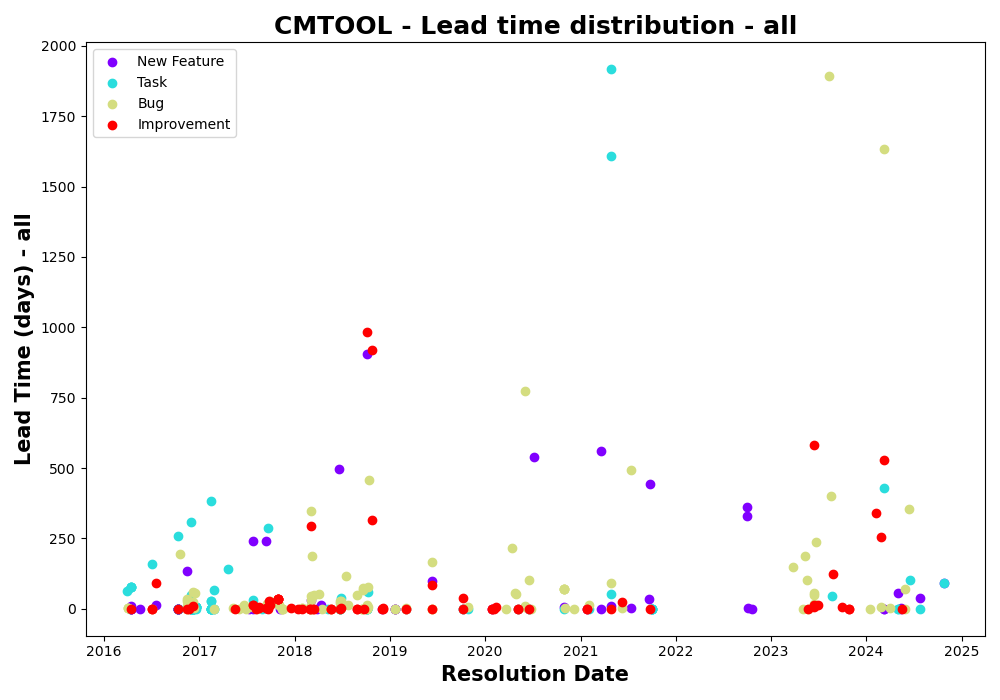 CMTOOL - Lead time distribution - all
New Feature
Task
Bug
Improvement
Lead Time (days) - all
2000
1750
1500
1250
1000
750
500
250
0
2016 2017 2018 2019 2020 2021 2022 2023 2024 2025
Resolution Date